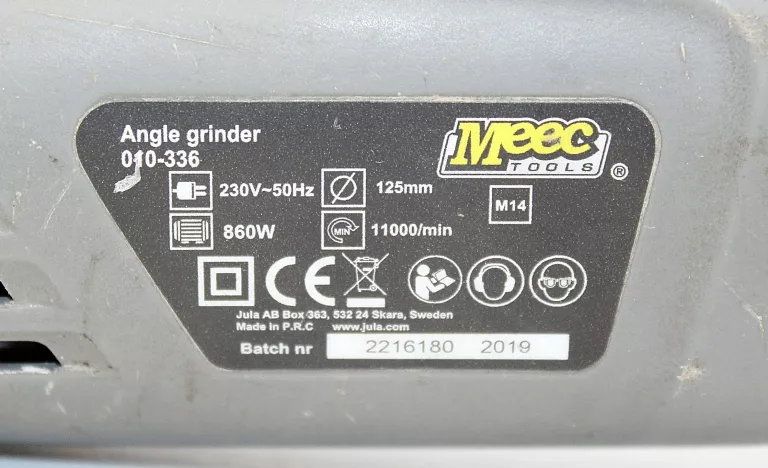 Angle grinder
010-336
Meec
TOOLS ®
230V~50Hz
125mm
M14
860W
MIN
11000/min
CE
Jula AB Box 363, 532 24 Skara, Sweden
Made in P.R.C www.jula.com
Batch nr 2216180 2019